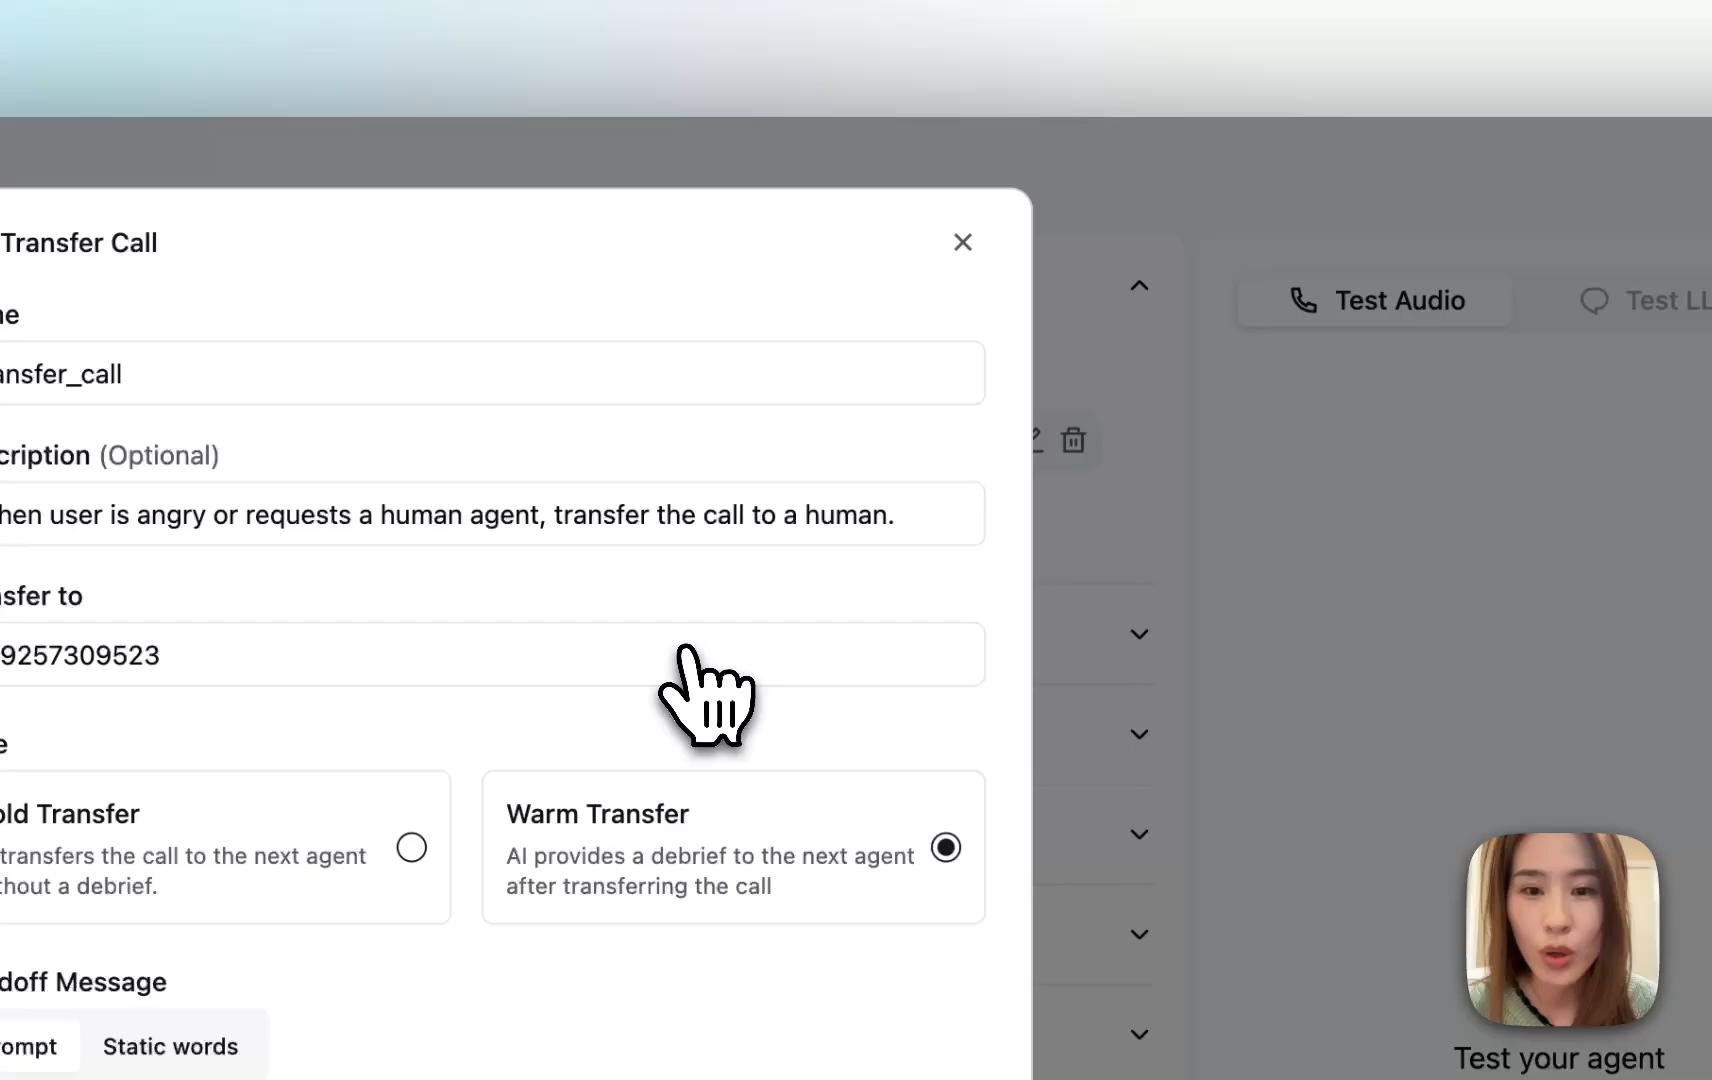 Transfer Call
ne
ansfer_call
cription (Optional)
hen user is angry or requests a human agent, transfer the call to a human.
nsfer to
9257309523
e
old Transfer
transfers the call to the next agent
thout a debrief.
Warm Transfer
AI provides a debrief to the next agent
after transferring the call
doff Message
ompt
Static words
Test Audio
Test LL
Test your agent